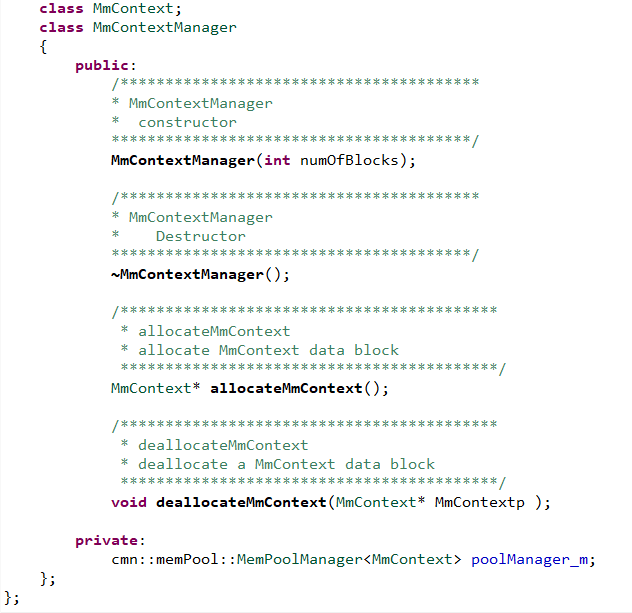 class MmContext;
class MmContextManager
{
public:
/****************************************
* MmContextManager
*  constructor
****************************************/
MmContextManager(int numOfBlocks);
/****************************************
* MmContextManager
*    Destructor
****************************************/
~MmContextManager();
/******************************************
* allocateMmContext
* allocate MmContext data block
******************************************/
MmContext* allocateMmContext();
/******************************************
* deallocateMmContext
* deallocate a MmContext data block
******************************************/
void deallocateMmContext(MmContext* MmContextp );
private:
cmn::memPool::MemPoolManager<MmContext> poolManager_m;
};
};